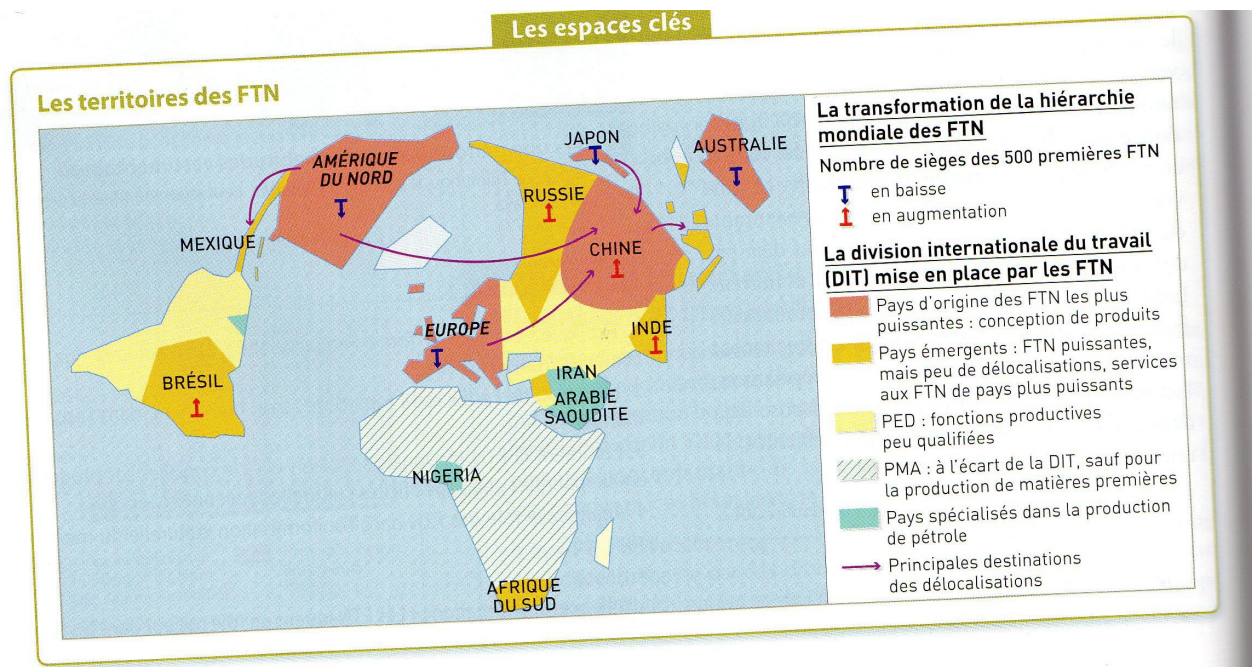 Les espaces clés
Les territoires des FTN
AMÉRIQUE
DU NORD
MEXIQUE
BRÉSIL
EUROPE
NIGERIA
AFRIQUE
DU SUD
RUSSIE
JAPON
AUSTRALIE
CHINE
INDE
IRAN
ARABIE
SAOUDITE
La transformation de la hiérarchie
mondiale des FTN
Nombre de sièges des 500 premières FTN
en baisse
en augmentation
La division internationale du travail
(DIT) mise en place par les FTN
Pays d'origine des FTN les plus
puissantes : conception de produits
Pays émergents : FTN puissantes,
mais peu de délocalisations, services
aux FTN de pays plus puissants
PED : fonctions productives
peu qualifiées
PMA : à l'écart de la DIT, sauf pour
la production de matières premières
Pays spécialisés dans la production
de pétrole
Principales destinations
des délocalisations